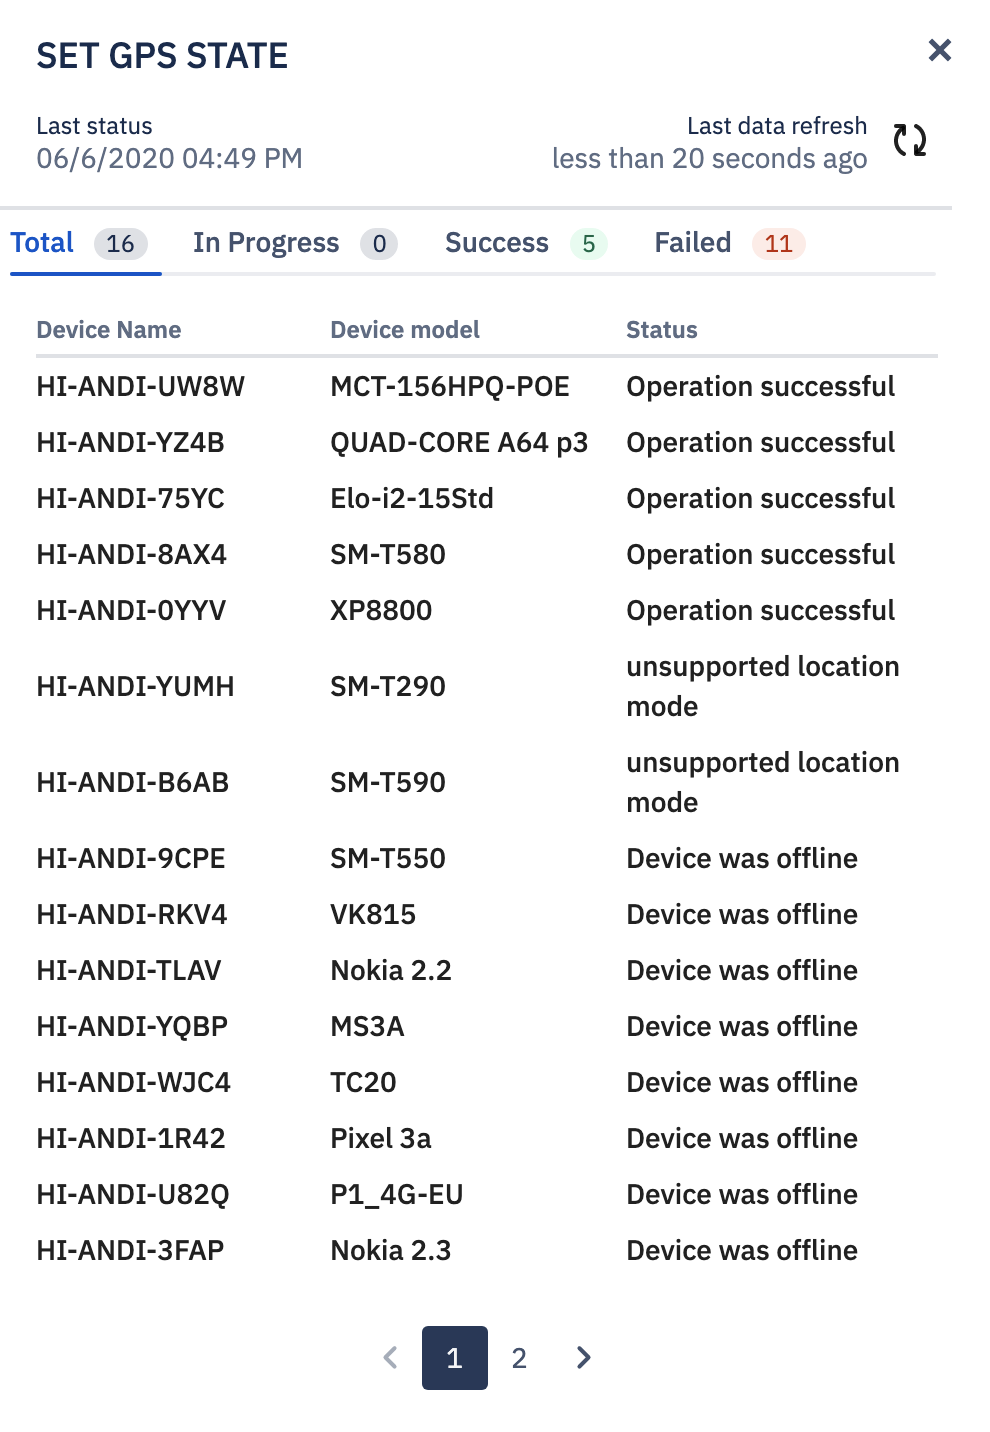 SET GPS STATE
Last status
06/6/2020 04:49 PM
Last data refresh
less than 20 seconds ago
Total 16 In Progress 0 Success 5 Failed 11
Device Name Device model Status
HI-ANDI-UW8W MCT-156HPQ-POE Operation successful
HI-ANDI-YZ4B QUAD-CORE A64 p3 Operation successful
HI-ANDI-75YC Elo-i2-15Std Operation successful
HI-ANDI-8AX4 SM-T580 Operation successful
HI-ANDI-0YYV XP8800 Operation successful
HI-ANDI-YUMH SM-T290 unsupported location
mode
HI-ANDI-B6AB SM-T590 unsupported location
mode
HI-ANDI-9CPE SM-T550 Device was offline
HI-ANDI-RKV4 VK815 Device was offline
HI-ANDI-TLAV Nokia 2.2 Device was offline
HI-ANDI-YQBP MS3A Device was offline
HI-ANDI-WJC4 TC20 Device was offline
HI-ANDI-1R42 Pixel 3a Device was offline
HI-ANDI-U82Q P1_4G-EU Device was offline
HI-ANDI-3FAP Nokia 2.3 Device was offline
1 2